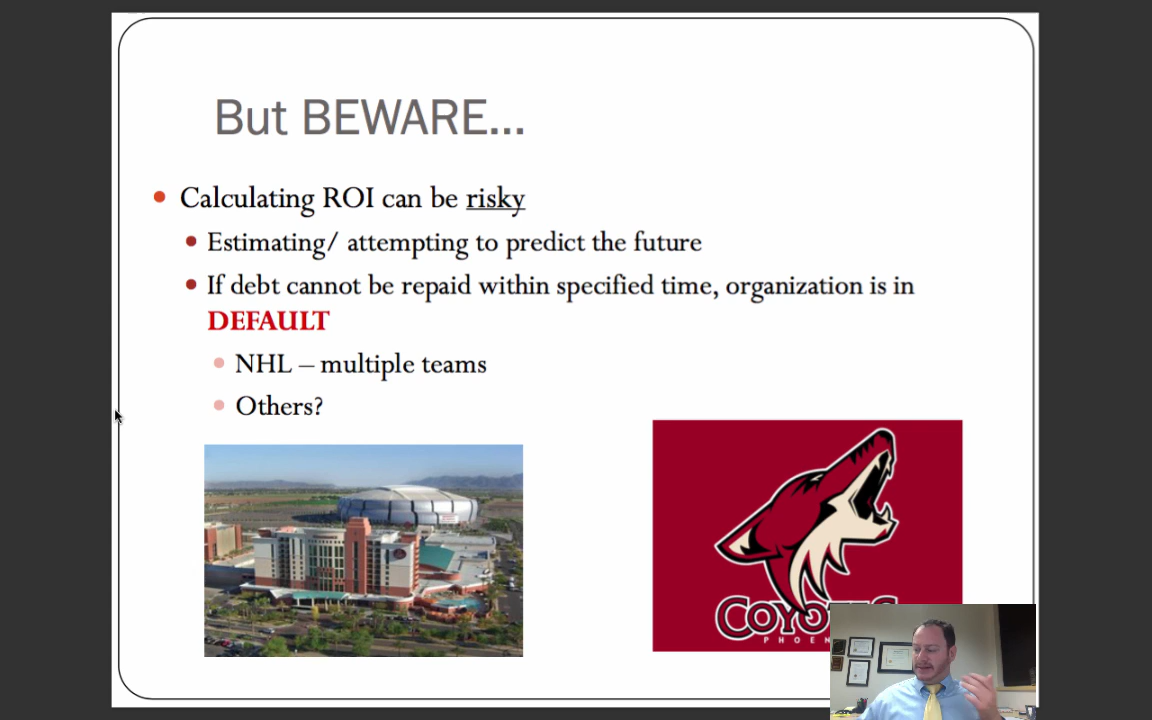 But BEWARE...
Calculating ROI can be risky
Estimating/ attempting to predict the future
If debt cannot be repaid within specified time, organization is in
DEFAULT
NHL – multiple teams
Others?